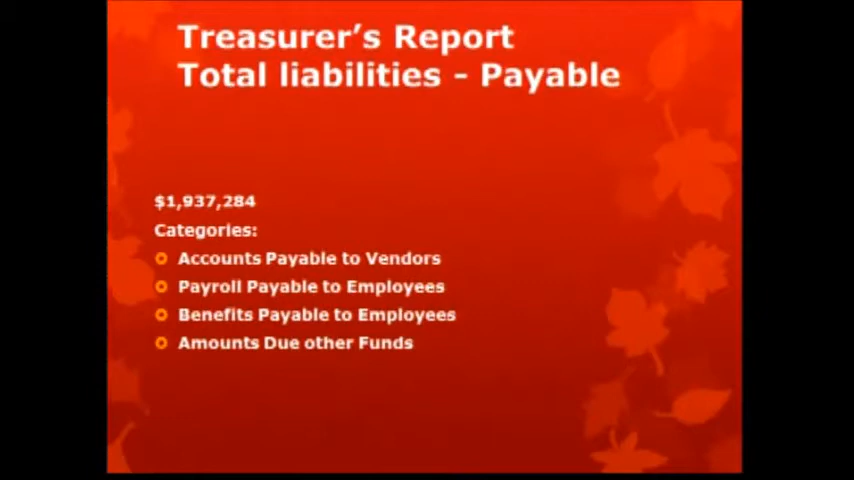 Treasurer's Report
Total liabilities - Payable
$1,937,284
Categories:
Accounts Payable to Vendors
Payroll Payable to Employees
Benefits Payable to Employees
Amounts Due other Funds